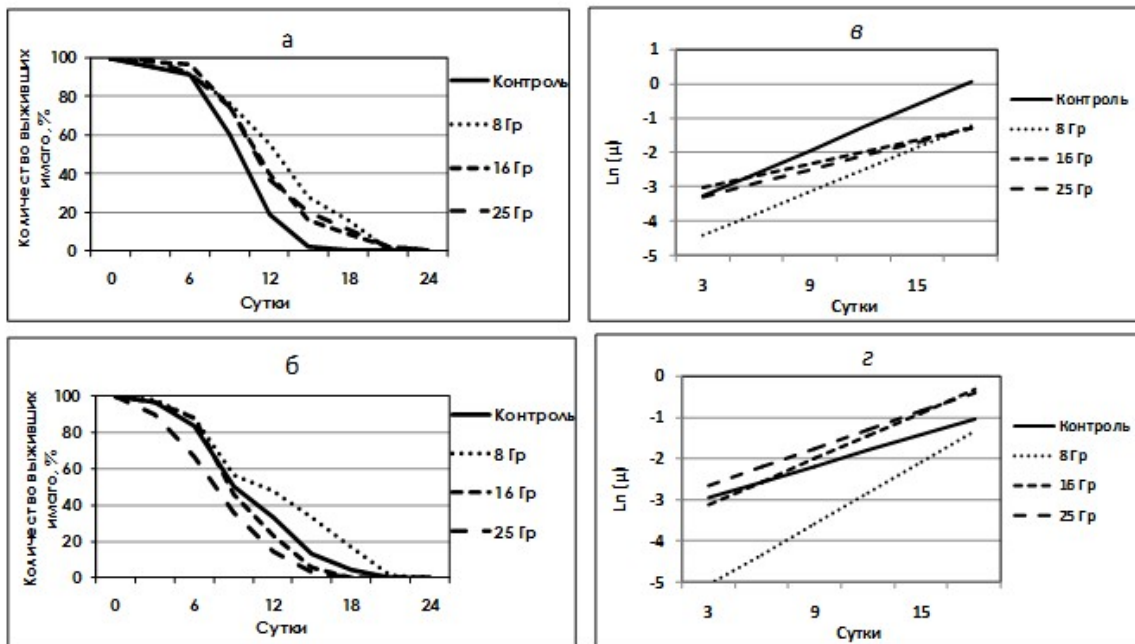 а
Количество выживших
имаго, %
100
80
60
40
20
0
0 6 12 18 24
Сутки
Контроль
8 Гр
16 Гр
25 Гр
в
Ln (μ)
1
0
-1
-2
-3
-4
-5
3 9 15
Сутки
Контроль
8 Гр
16 Гр
25 Гр
б
Количество выживших
имаго, %
100
80
60
40
20
0
0 6 12 18 24
Сутки
Контроль
8 Гр
16 Гр
25 Гр
г
Ln (μ)
0
-1
-2
-3
-4
-5
3 9 15
Сутки
Контроль
8 Гр
16 Гр
25 Гр